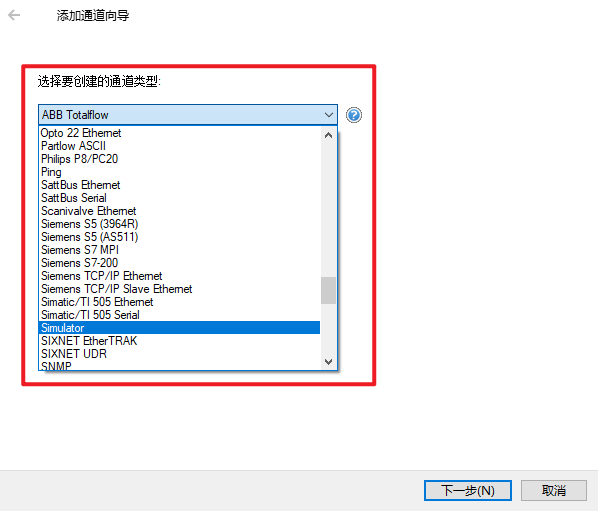 添加通道向导
选择要创建的通道类型:
ABB Totalflow
Opto 22 Ethernet
Partlow ASCII
Philips P8/PC20
Ping
SattBus Ethernet
SattBus Serial
Scanivalve Ethernet
Siemens S5 (3964R)
Siemens S5 (AS511)
Siemens S7 MPI
Siemens S7-200
Siemens TCP/IP Ethernet
Siemens TCP/IP Slave Ethernet
Simatic/TI 505 Ethernet
Simatic/TI 505 Serial
Simulator
SIXNET EtherTRAK
SIXNET UDR
SNMP
下一步(N)
取消